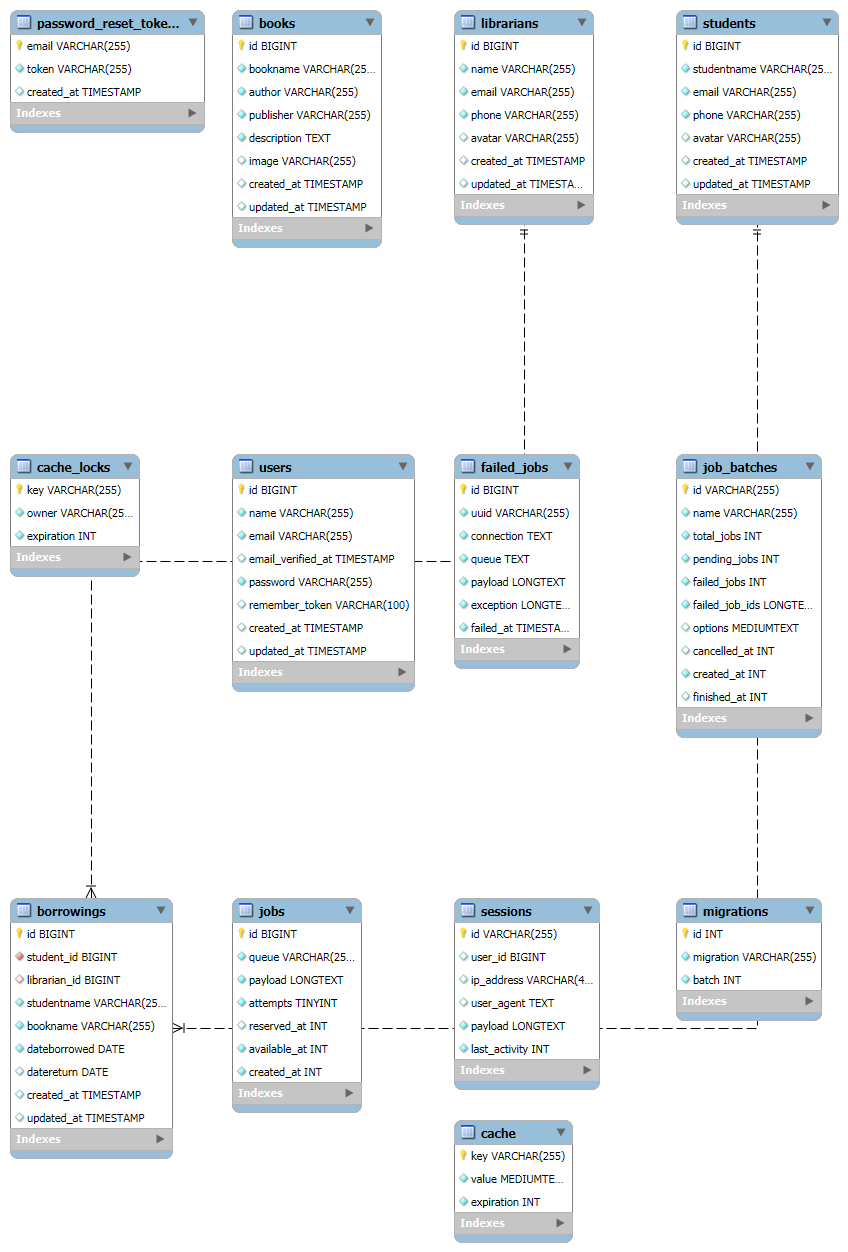 password_reset_toke...
email VARCHAR(255)
token VARCHAR(255)
created_at TIMESTAMP
Indexes
books
id BIGINT
bookname VARCHAR(25...
author VARCHAR(255)
publisher VARCHAR(255)
description TEXT
image VARCHAR(255)
created_at TIMESTAMP
updated_at TIMESTAMP
Indexes
librarians
id BIGINT
name VARCHAR(255)
email VARCHAR(255)
phone VARCHAR(255)
avatar VARCHAR(255)
created_at TIMESTAMP
updated_at TIMESTA...
Indexes
students
id BIGINT
studentname VARCHAR(25...
email VARCHAR(255)
phone VARCHAR(255)
avatar VARCHAR(255)
created_at TIMESTAMP
updated_at TIMESTAMP
Indexes
cache_locks
key VARCHAR(255)
owner VARCHAR(25...
expiration INT
Indexes
users
id BIGINT
name VARCHAR(255)
email VARCHAR(255)
email_verified_at TIMESTAMP
password VARCHAR(255)
remember_token VARCHAR(100)
created_at TIMESTAMP
updated_at TIMESTAMP
Indexes
failed_jobs
id BIGINT
uuid VARCHAR(255)
connection TEXT
queue TEXT
payload LONGTEXT
exception LONGTE...
failed_at TIMESTA...
Indexes
job_batches
id VARCHAR(255)
name VARCHAR(255)
total_jobs INT
pending_jobs INT
failed_jobs INT
failed_job_ids LONGTE...
options MEDIUMTEXT
cancelled_at INT
created_at INT
finished_at INT
Indexes
borrowings
id BIGINT
student_id BIGINT
librarian_id BIGINT
studentname VARCHAR(25...
bookname VARCHAR(255)
dateborrowed DATE
datereturn DATE
created_at TIMESTAMP
updated_at TIMESTAMP
Indexes
jobs
id BIGINT
queue VARCHAR(25...
payload LONGTEXT
attempts TINYINT
reserved_at INT
available_at INT
created_at INT
Indexes
sessions
id VARCHAR(255)
user_id BIGINT
ip_address VARCHAR(4...
user_agent TEXT
payload LONGTEXT
last_activity INT
Indexes
migrations
id INT
migration VARCHAR(255)
batch INT
Indexes
cache
key VARCHAR(255)
value MEDIUMTE...
expiration INT
Indexes